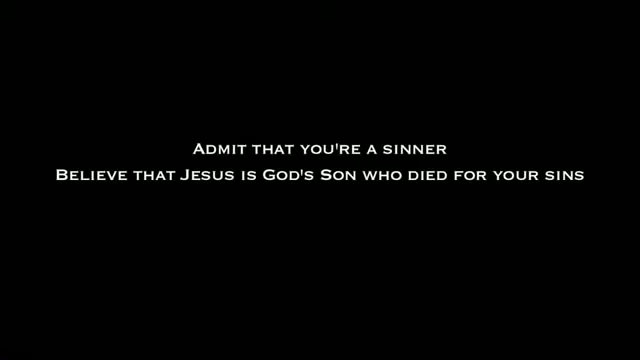 Admit that you're a sinner
Believe that Jesus is God's Son who died for your sins